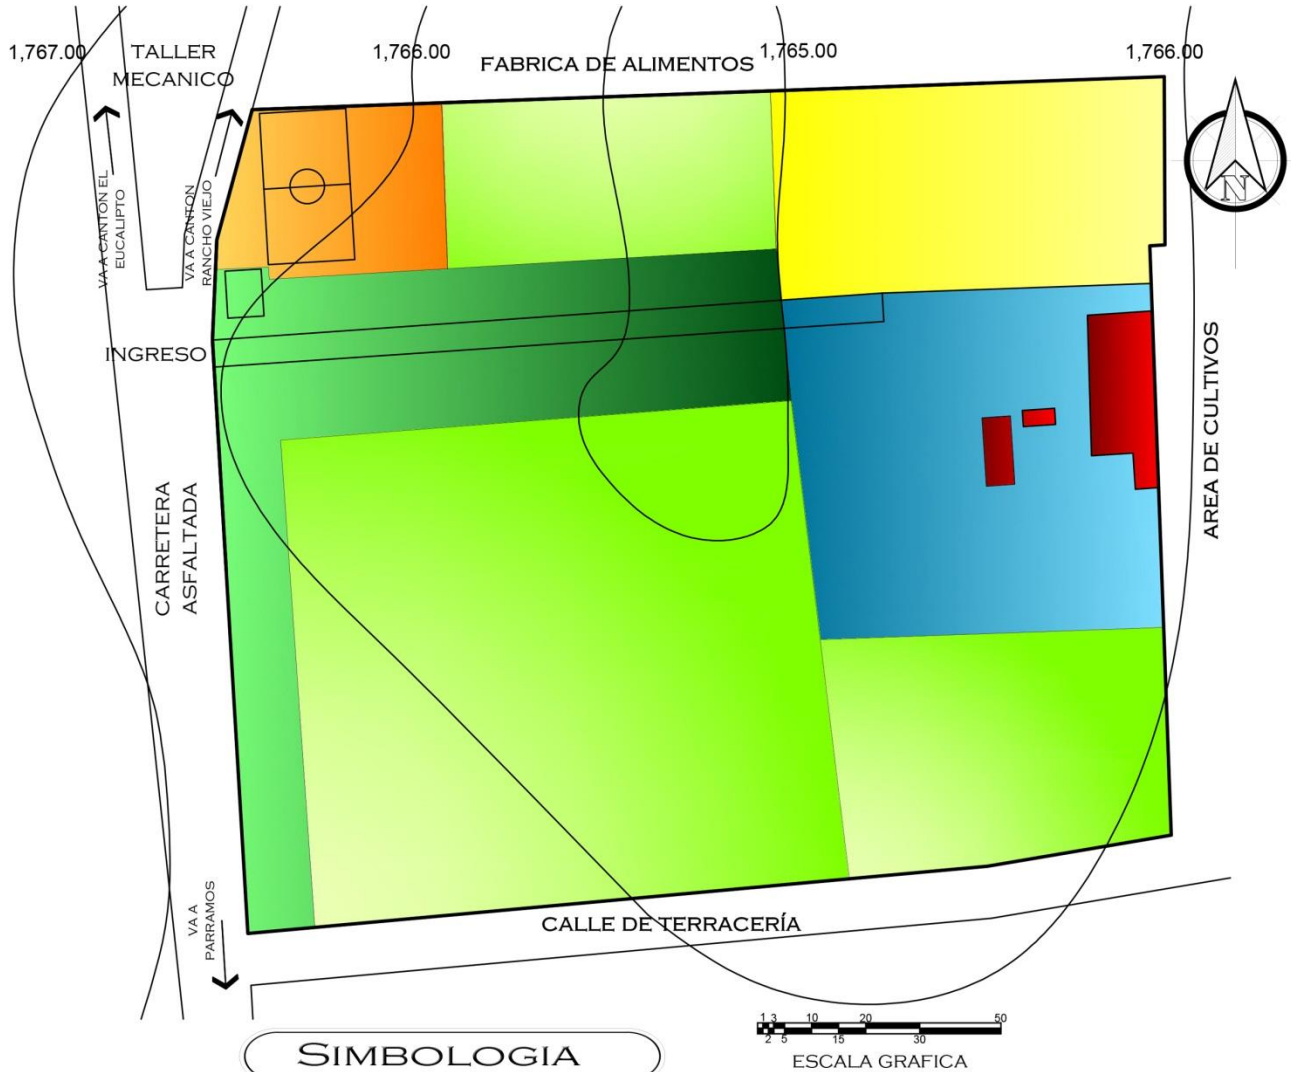 1,767.00
TALLER
MECANICO
1,766.00
FABRICA DE ALIMENTOS
1,765.00
1,766.00
N
VA A CANTON EL
EUCALIPTO
VA A CANTON
RANCHO VIEJO
INGRESO
AREA DE CULTIVOS
CARRETERA
ASFALTADA
VA A
PARRAMOS
CALLE DE TERRACERÍA
SIMBOLOGIA
1 3 10 20 50
2 5 15 30
ESCALA GRAFICA